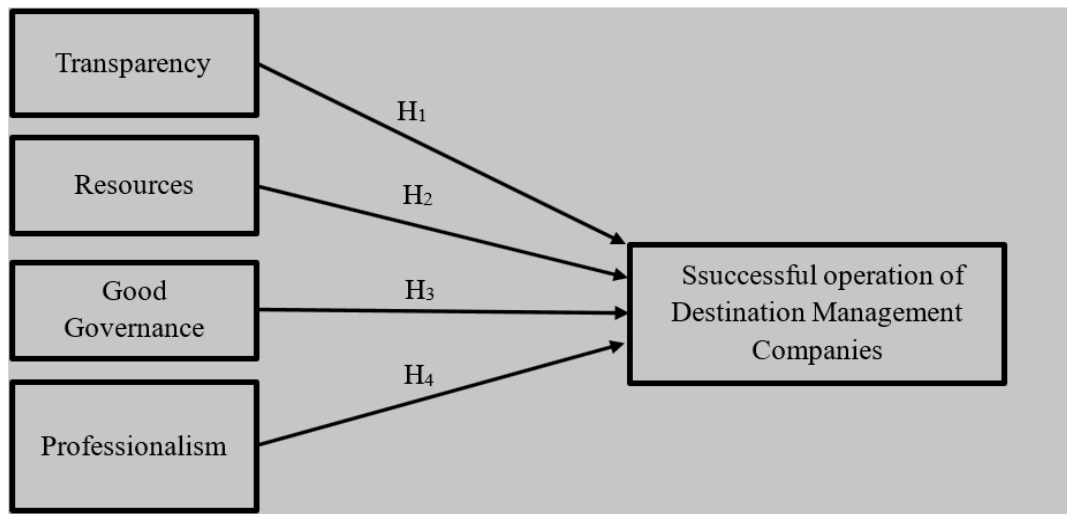 Transparency
H₁
Resources
H₂
Good
Governance
H₃
Professionalism
H₄
Ssuccessful operation of
Destination Management
Companies